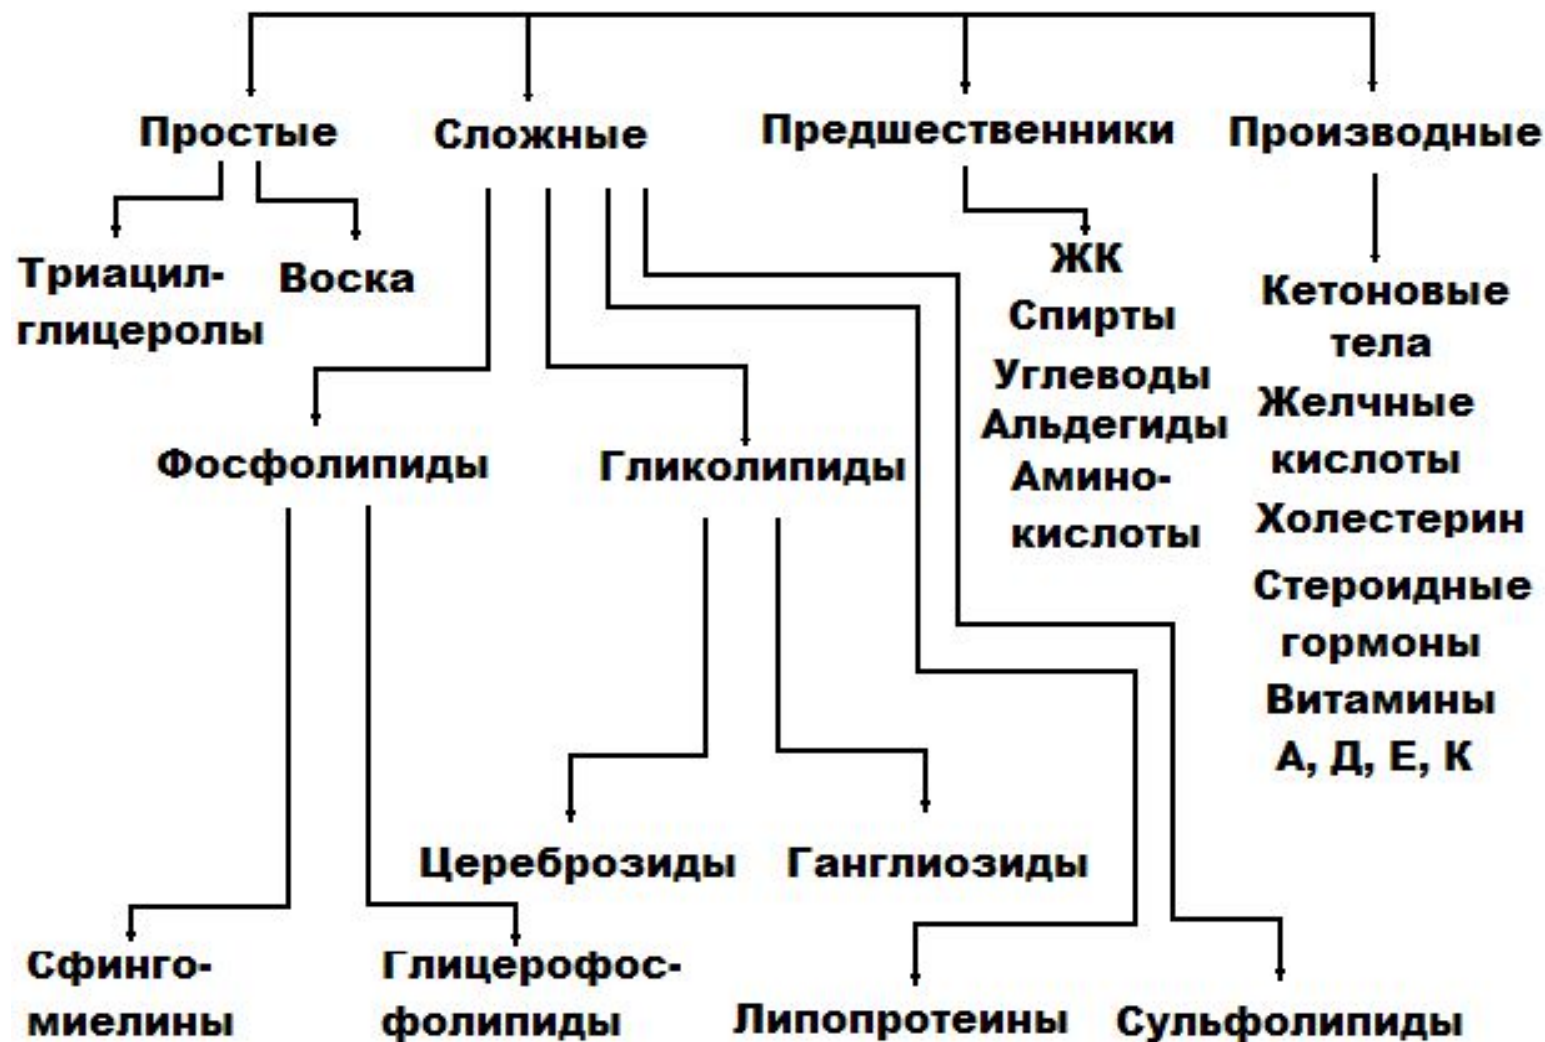 Простые
Сложные
Предшественники
Производные
Триацил-
глицеролы
Воска
ЖК
Спирты
Углеводы
Альдегиды
Амино-
кислоты
Кетоновые
тела
Желчные
кислоты
Холестерин
Стероидные
гормоны
Витамины
А, Д, Е, К
Фосфолипиды
Гликолипиды
Цереброзиды
Ганглиозиды
Сфинго-
миелины
Глицерофос-
фолипиды
Липопротеины
Сульфолипиды